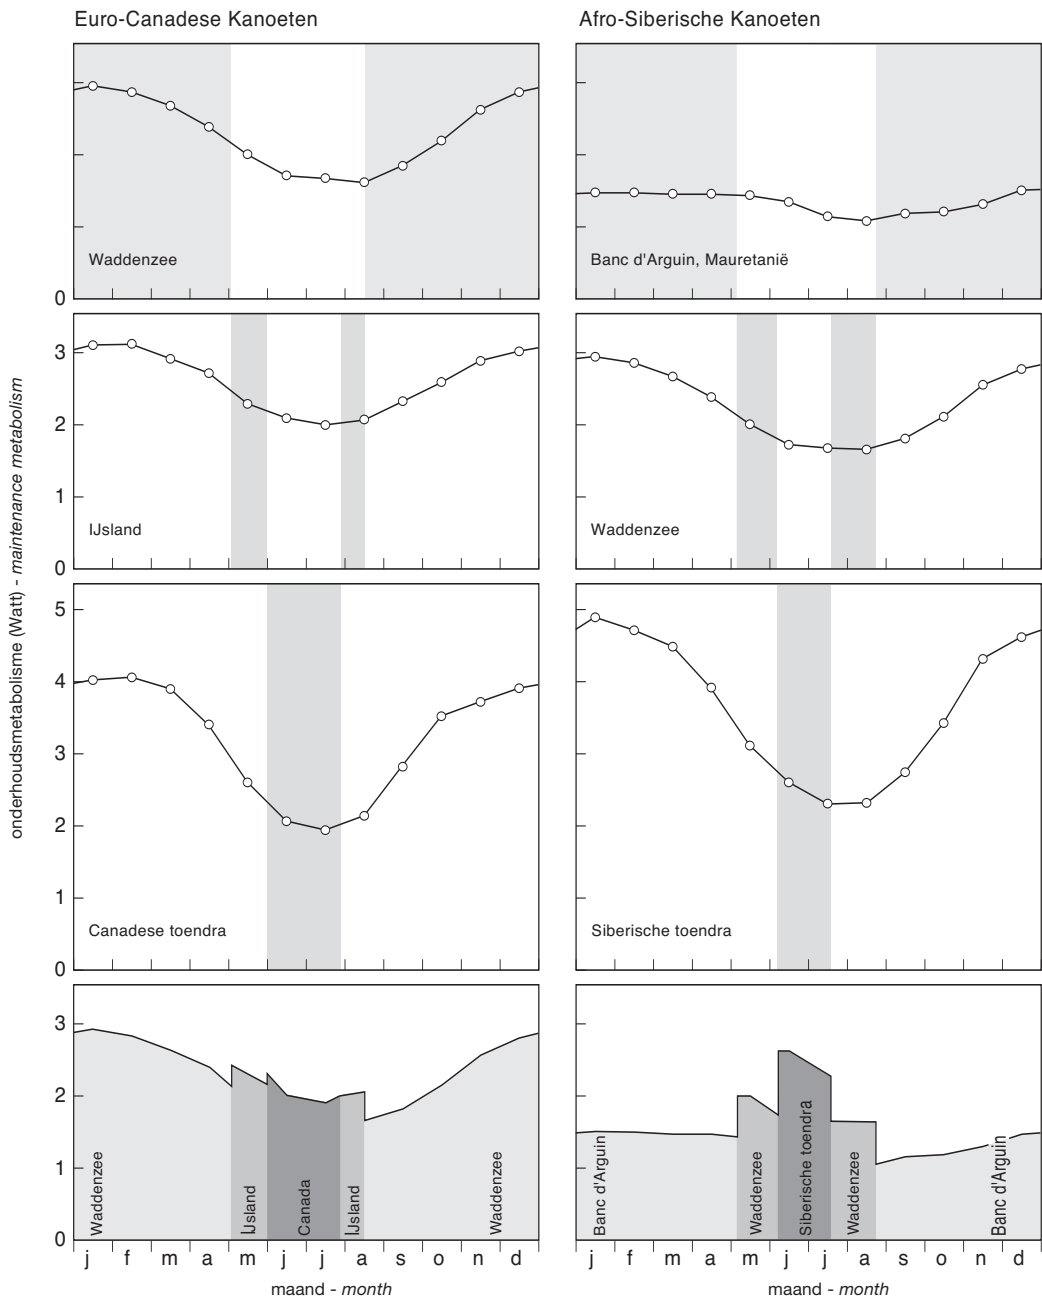 Euro-Canadese Kanoeten
Afro-Siberische Kanoeten
onderhoudsmetabolisme (Watt) - maintenance metabolism
Waddenzee
0
Banc d'Arguin, Mauretanië
3
2
1
0
IJsland
Waddenzee
5
4
3
2
1
0
Canadese toendra
Siberische toendra
3
2
1
0
Waddenzee
IJsland
Canada
IJsland
Waddenzee
Banc d'Arguin
Waddenzee
Siberische toendra
Waddenzee
Banc d'Arguin
j f m a m j j a s o n d
j f m a m j j a s o n d
maand - month
maand - month